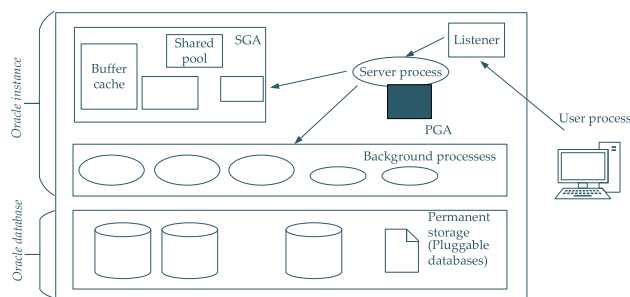 Oracle instance
Oracle database
SGA
Shared
pool
Buffer
cache
Listener
Server process
PGA
User process
Background processess
Permanent
storage
(Pluggable
databases)